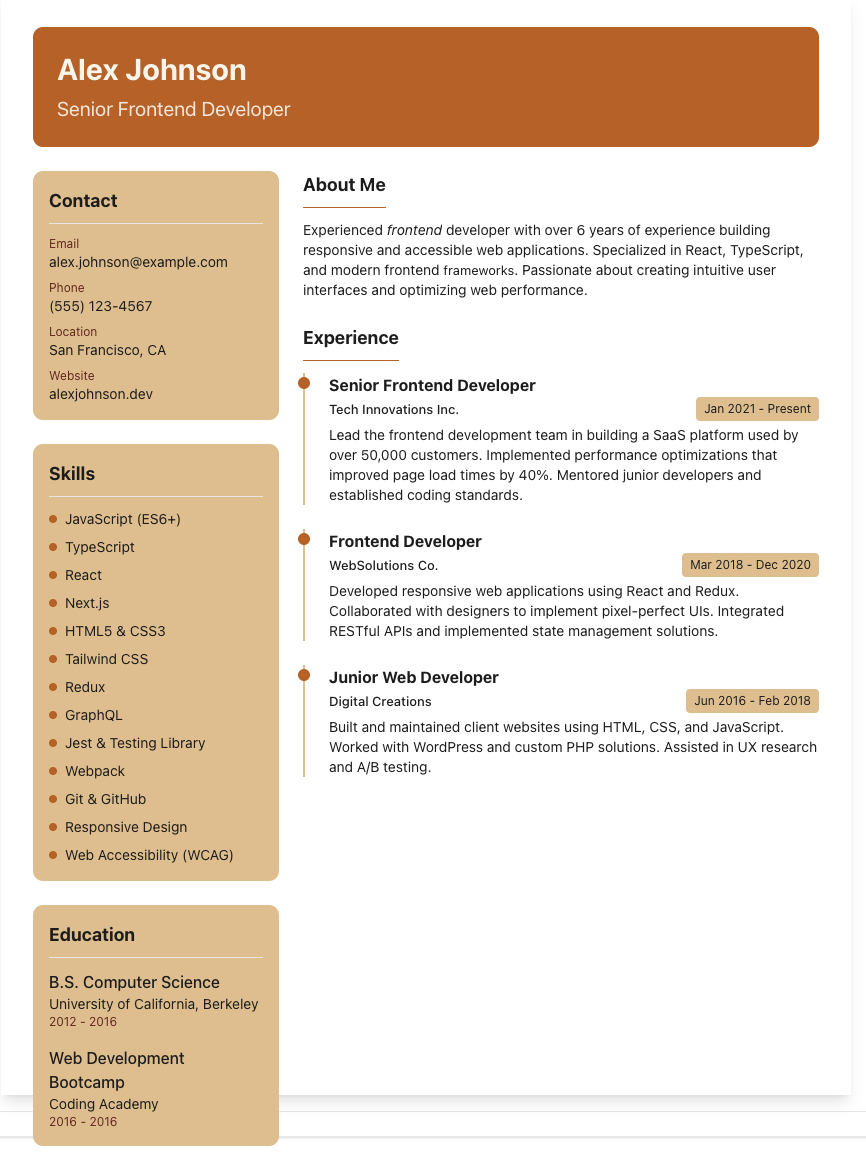 Alex Johnson
Senior Frontend Developer
Contact
Email
alex.johnson@example.com
Phone
(555) 123-4567
Location
San Francisco, CA
Website
alexjohnson.dev
Skills
JavaScript (ES6+)
TypeScript
React
Next.js
HTML5 & CSS3
Tailwind CSS
Redux
GraphQL
Jest & Testing Library
Webpack
Git & GitHub
Responsive Design
Web Accessibility (WCAG)
Education
B.S. Computer Science
University of California, Berkeley
2012 - 2016
Web Development
Bootcamp
Coding Academy
2016 - 2016
About Me
Experienced frontend developer with over 6 years of experience building
responsive and accessible web applications. Specialized in React, TypeScript,
and modern frontend frameworks. Passionate about creating intuitive user
interfaces and optimizing web performance.
Experience
Senior Frontend Developer
Tech Innovations Inc.
Jan 2021 - Present
Lead the frontend development team in building a SaaS platform used by
over 50,000 customers. Implemented performance optimizations that
improved page load times by 40%. Mentored junior developers and
established coding standards.
Frontend Developer
WebSolutions Co.
Mar 2018 - Dec 2020
Developed responsive web applications using React and Redux.
Collaborated with designers to implement pixel-perfect UIs. Integrated
RESTful APIs and implemented state management solutions.
Junior Web Developer
Digital Creations
Jun 2016 - Feb 2018
Built and maintained client websites using HTML, CSS, and JavaScript.
Worked with WordPress and custom PHP solutions. Assisted in UX research
and A/B testing.